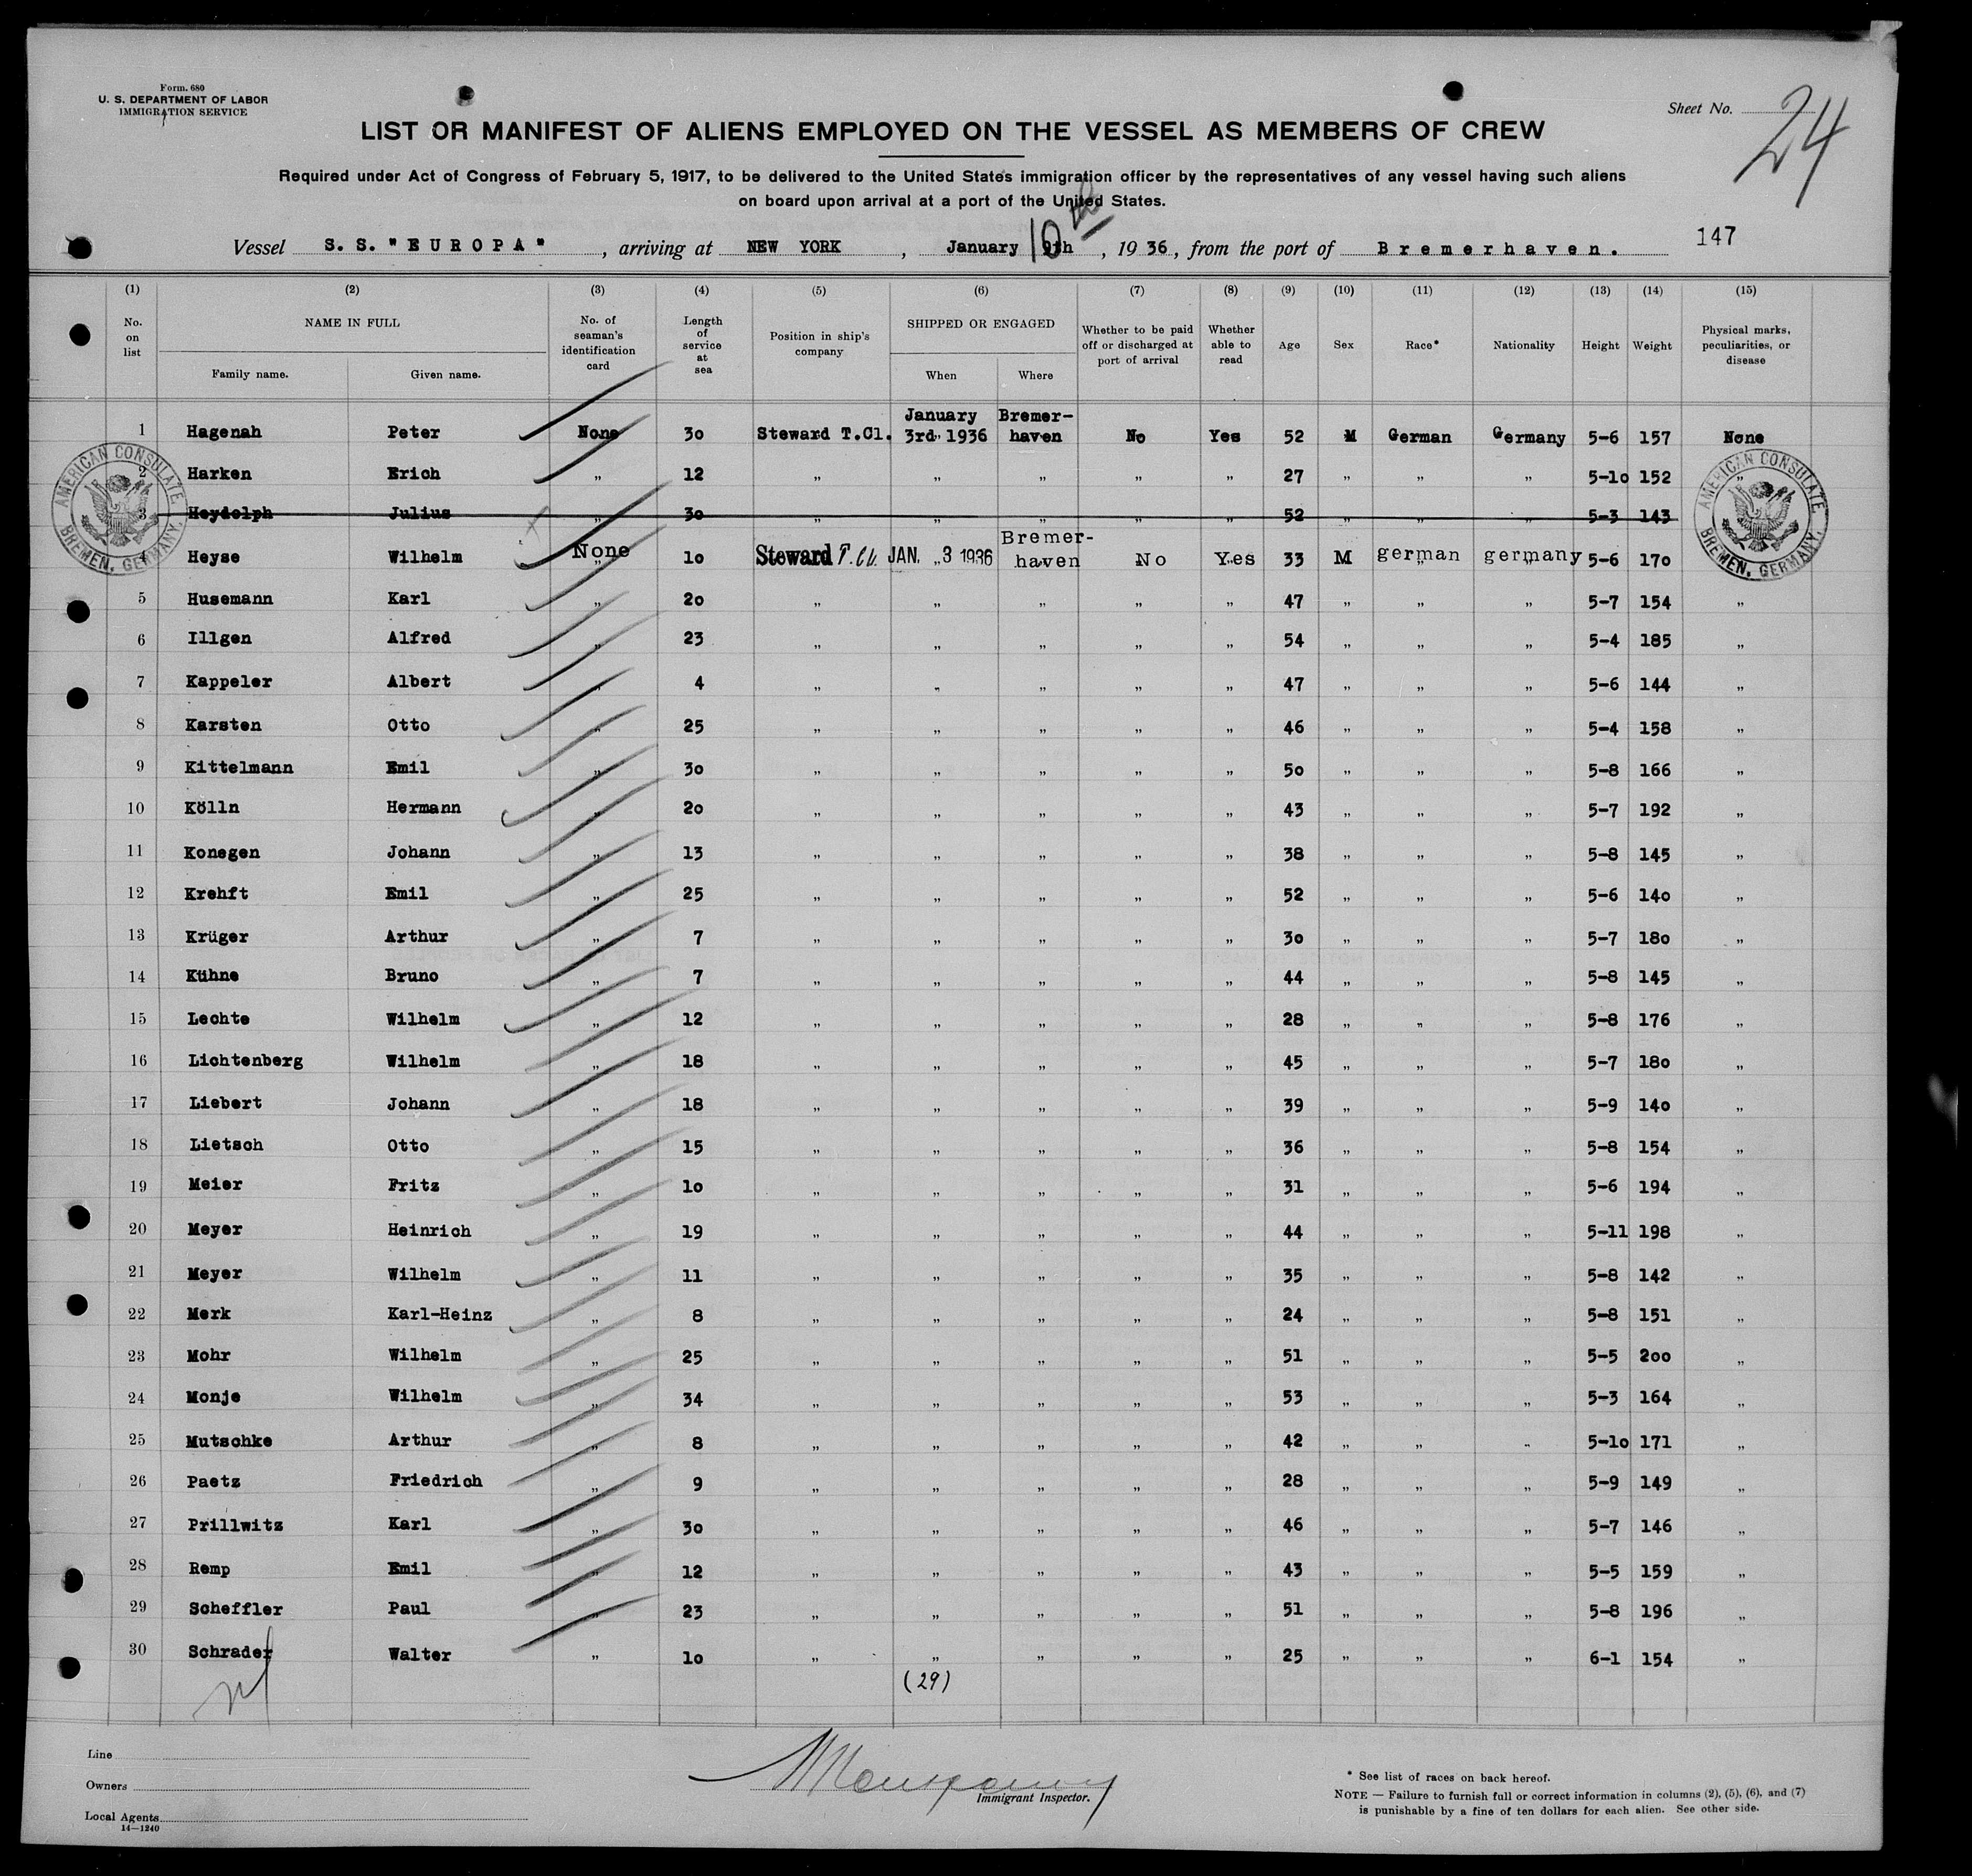 Form. 680
U. S. DEPARTMENT OF LABOR
IMMIGRATION SERVICE
Sheet No. 24
LIST OR MANIFEST OF ALIENS EMPLOYED ON THE VESSEL AS MEMBERS OF CREW
Required under Act of Congress of February 5, 1917, to be delivered to the United States immigration officer by the representatives of any vessel having such aliens
on board upon arrival at a port of the United States.
Vessel S. S. "EUROPA", arriving at NEW YORK, January 9th 10th, 1936, from the port of Bremerhaven.
147
(1) (2) (3) (4) (5) (6) (7) (8) (9) (10) (11) (12) (13) (14) (15)
No. on list NAME IN FULL Family name. Given name. No. of seaman's identification card Length of service at sea Position in ship's company SHIPPED OR ENGAGED When Where Whether to be paid off or discharged at port of arrival Whether able to read Age Sex Race* Nationality Height Weight Physical marks, peculiarities, or disease
1 Hagenah Peter None 30 Steward T.Cl. January 3rd. 1936 Bremerhaven No Yes 52 M German Germany 5-6 157 None
2 Harken Erich „ 12 „ „ „ „ „ 27 „ „ „ 5-10 152 „
3 Heydolph Julius „ 30 „ „ „ „ „ 52 „ „ „ 5-3 143
4 Heyse Wilhelm None 10 Steward T.Cl. JAN. 3 1936 Bremerhaven No Yes 33 M german germany 5-6 170
5 Husemann Karl „ 20 „ „ „ „ „ 47 „ „ „ 5-7 154 „
6 Illgen Alfred „ 23 „ „ „ „ „ 54 „ „ „ 5-4 185 „
7 Kappeler Albert „ 4 „ „ „ „ „ 47 „ „ „ 5-6 144 „
8 Karsten Otto „ 25 „ „ „ „ „ 46 „ „ „ 5-4 158 „
9 Kittelmann Emil „ 30 „ „ „ „ „ 50 „ „ „ 5-8 166 „
10 Kölln Hermann „ 20 „ „ „ „ „ 43 „ „ „ 5-7 192 „
11 Konegen Johann „ 13 „ „ „ „ „ 38 „ „ „ 5-8 145 „
12 Krehft Emil „ 25 „ „ „ „ „ 52 „ „ „ 5-6 140 „
13 Krüger Arthur „ 7 „ „ „ „ „ 30 „ „ „ 5-7 180 „
14 Kühne Bruno „ 7 „ „ „ „ „ 44 „ „ „ 5-8 145 „
15 Lechte Wilhelm „ 12 „ „ „ „ „ 28 „ „ „ 5-8 176 „
16 Lichtenberg Wilhelm „ 18 „ „ „ „ „ 45 „ „ „ 5-7 180 „
17 Liebert Johann „ 18 „ „ „ „ „ 39 „ „ „ 5-9 140 „
18 Lietsch Otto „ 15 „ „ „ „ „ 36 „ „ „ 5-8 154 „
19 Meier Fritz „ 10 „ „ „ „ „ 31 „ „ „ 5-6 194 „
20 Meyer Heinrich „ 19 „ „ „ „ „ 44 „ „ „ 5-11 198 „
21 Meyer Wilhelm „ 11 „ „ „ „ „ 35 „ „ „ 5-8 142 „
22 Merk Karl-Heinz „ 8 „ „ „ „ „ 24 „ „ „ 5-8 151 „
23 Mohr Wilhelm „ 25 „ „ „ „ „ 51 „ „ „ 5-5 200 „
24 Monje Wilhelm „ 34 „ „ „ „ „ 53 „ „ „ 5-3 164 „
25 Mutschke Arthur „ 8 „ „ „ „ „ 42 „ „ „ 5-10 171 „
26 Paetz Friedrich „ 9 „ „ „ „ „ 28 „ „ „ 5-9 149 „
27 Prillwitz Karl „ 30 „ „ „ „ „ 46 „ „ „ 5-7 146 „
28 Remp Emil „ 12 „ „ „ „ „ 43 „ „ „ 5-5 159 „
29 Scheffler Paul „ 23 „ „ „ „ „ 51 „ „ „ 5-8 196 „
30 Schrader Walter „ 10 „ „ „ „ „ 25 „ „ „ 6-1 154 „
(29)
AMERICAN CONSULATE, BREMEN, GERMANY.
AMERICAN CONSULATE, BREMEN, GERMANY.
Line
Owners
Local Agents
14—1240
Immigrant Inspector.
* See list of races on back hereof.
NOTE — Failure to furnish full or correct information in columns (2), (5), (6), and (7)
is punishable by a fine of ten dollars for each alien. See other side.